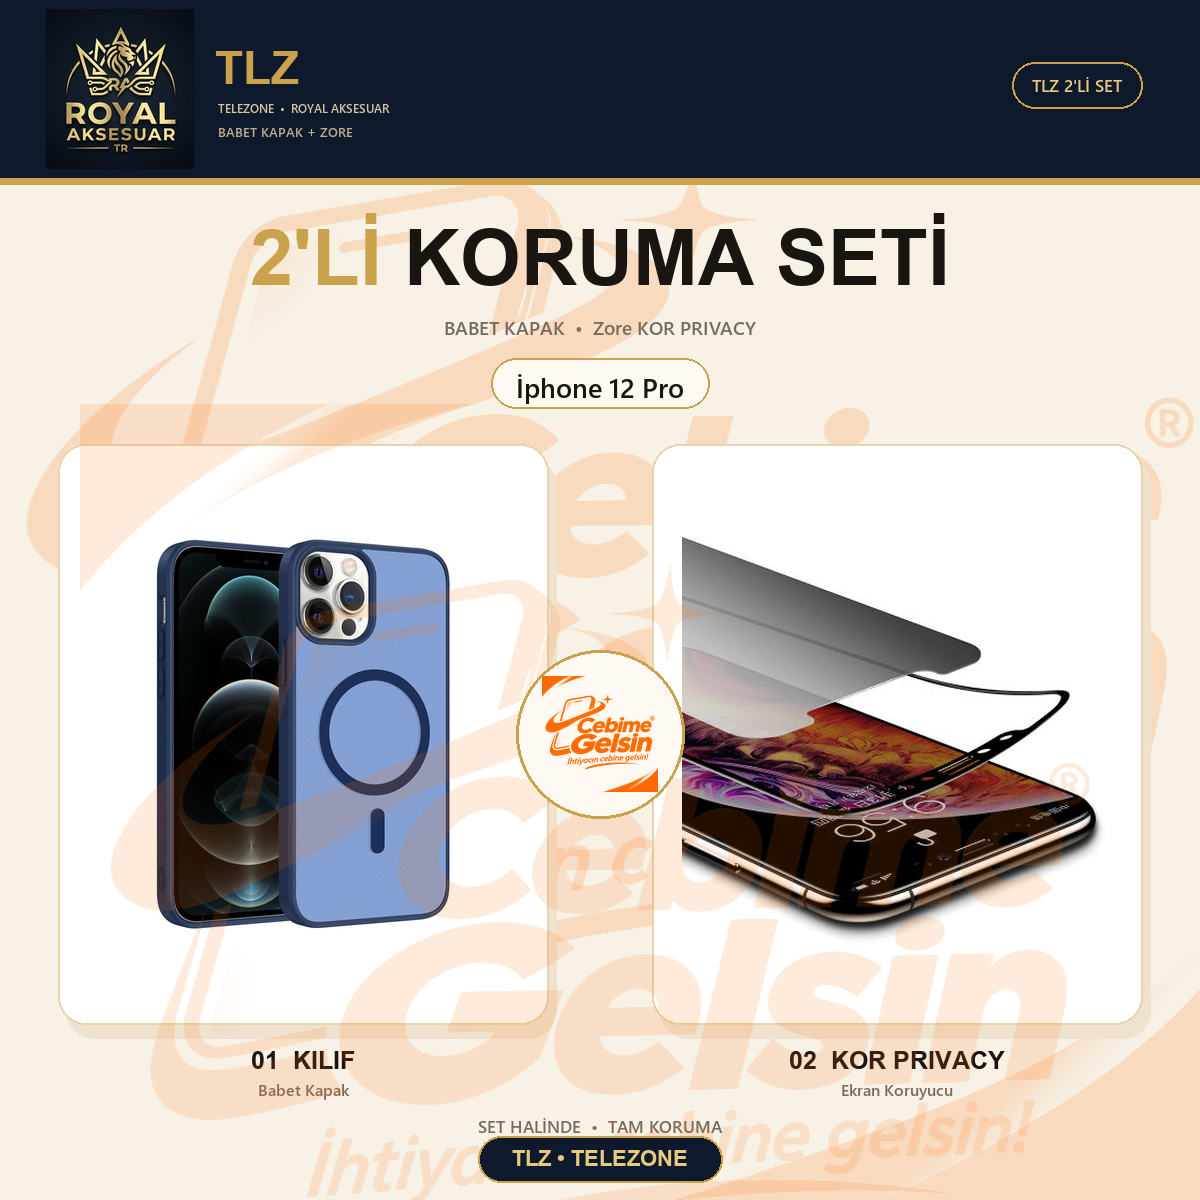 ROYAL
AKSESUAR
TR
TLZ
TELEZONE • ROYAL AKSESUAR
BABET KAPAK + ZORE
TLZ 2'Lİ SET
2'Lİ KORUMA SETİ
BABET KAPAK • Zore KOR PRIVACY
İphone 12 Pro
Cebime®
Gelsin
İhtiyacın cebine gelsin!
Cebime®
Gelsin
01 KILIF
Babet Kapak
02 KOR PRIVACY
Ekran Koruyucu
SET HALİNDE • TAM KORUMA
TLZ • TELEZONE